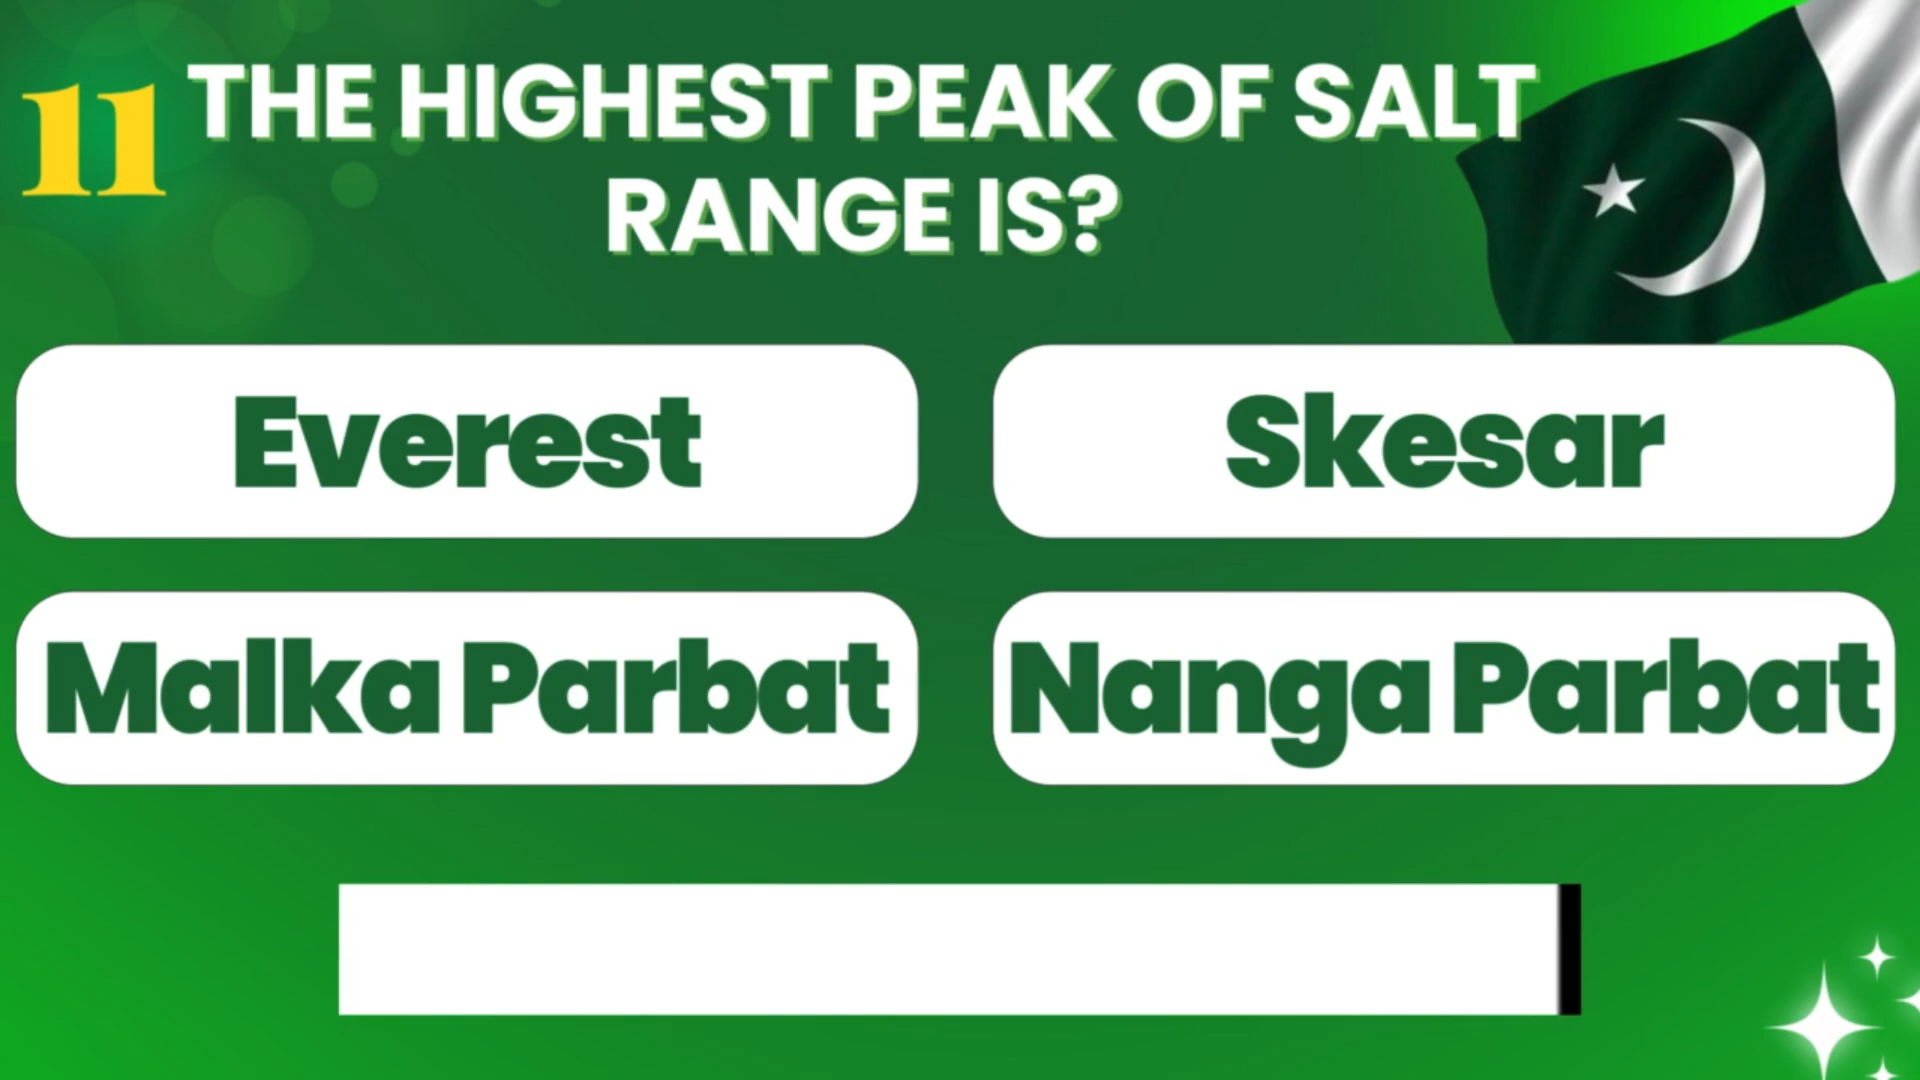 11
THE HIGHEST PEAK OF SALT
RANGE IS?
Everest
Skesar
Malka Parbat
Nanga Parbat